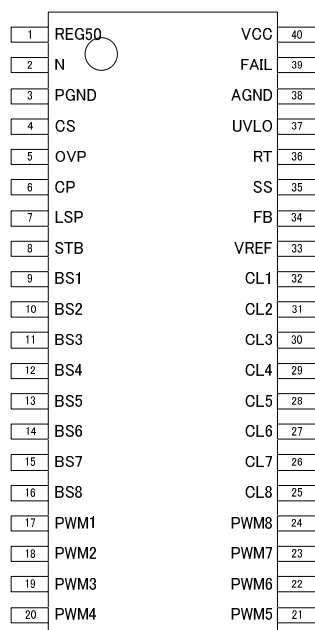 1 REG50 VCC 40
2 N FAIL 39
3 PGND AGND 38
4 CS UVLO 37
5 OVP RT 36
6 CP SS 35
7 LSP FB 34
8 STB VREF 33
9 BS1 CL1 32
10 BS2 CL2 31
11 BS3 CL3 30
12 BS4 CL4 29
13 BS5 CL5 28
14 BS6 CL6 27
15 BS7 CL7 26
16 BS8 CL8 25
17 PWM1 PWM8 24
18 PWM2 PWM7 23
19 PWM3 PWM6 22
20 PWM4 PWM5 21